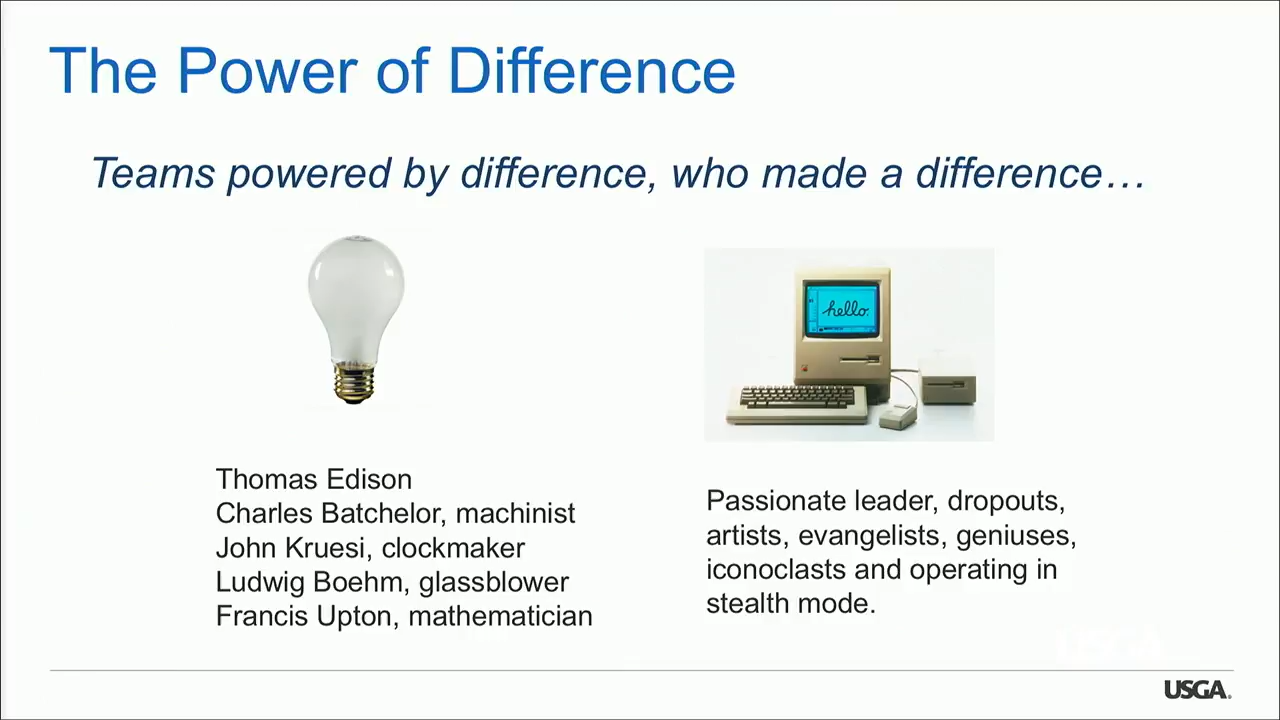 The Power of Difference
Teams powered by difference, who made a difference…
hello.
Thomas Edison
Charles Batchelor, machinist
John Kruesi, clockmaker
Ludwig Boehm, glassblower
Francis Upton, mathematician
Passionate leader, dropouts,
artists, evangelists, geniuses,
iconoclasts and operating in
stealth mode.
USGA
USGA®